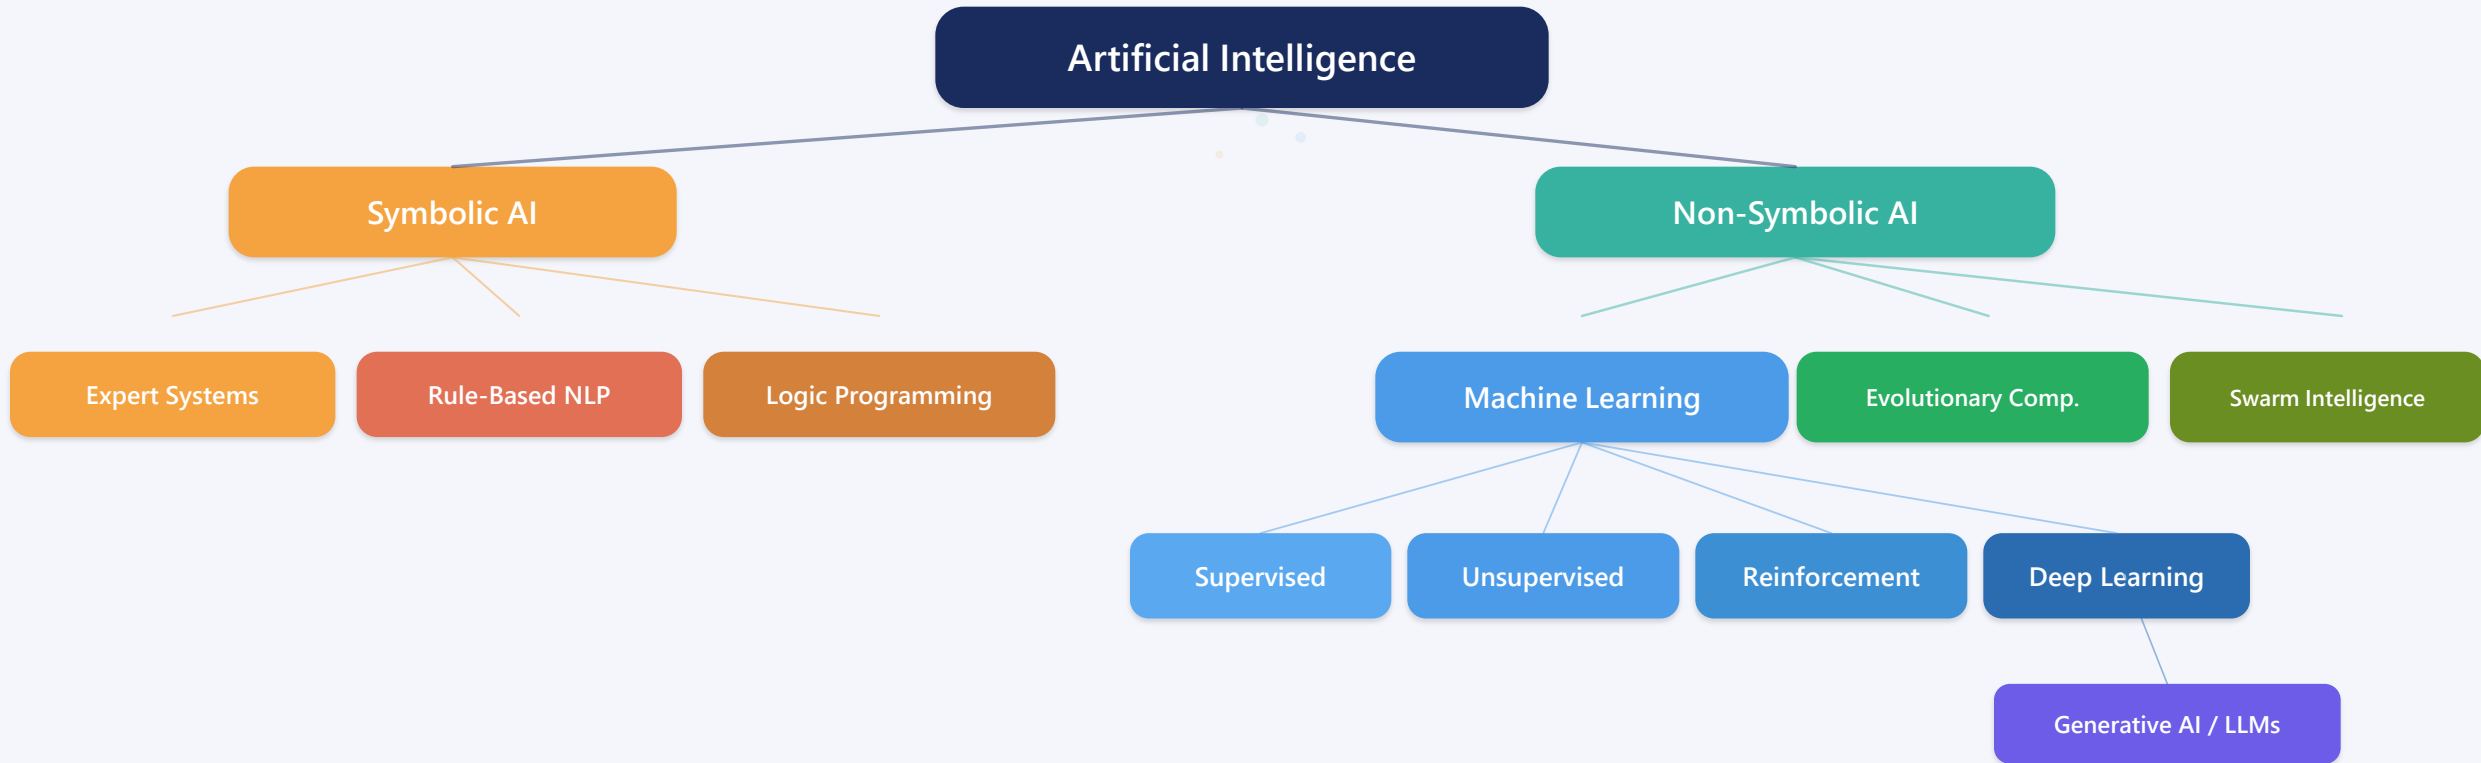 Artificial Intelligence
Symbolic AI
Non-Symbolic AI
Expert Systems
Rule-Based NLP
Logic Programming
Machine Learning
Evolutionary Comp.
Swarm Intelligence
Supervised
Unsupervised
Reinforcement
Deep Learning
Generative AI / LLMs